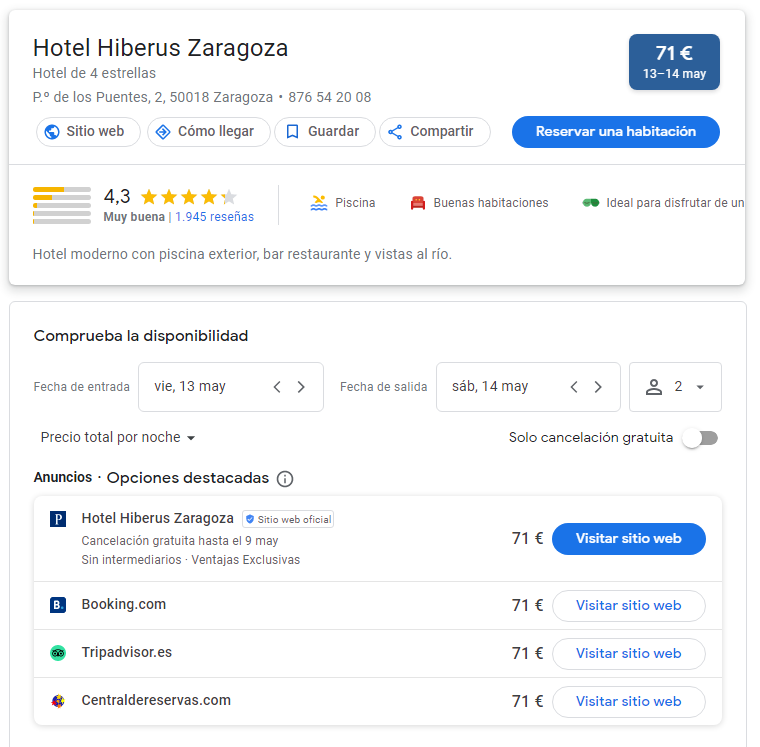 Hotel Hiberus Zaragoza
71 €
13–14 may
Hotel de 4 estrellas
P.º de los Puentes, 2, 50018 Zaragoza • 876 54 20 08
Sitio web
Cómo llegar
Guardar
Compartir
Reservar una habitación
4,3
Muy buena | 1.945 reseñas
Piscina
Buenas habitaciones
Ideal para disfrutar de un
Hotel moderno con piscina exterior, bar restaurante y vistas al río.
Comprueba la disponibilidad
Fecha de entrada
vie, 13 may
Fecha de salida
sáb, 14 may
2
Precio total por noche
Solo cancelación gratuita
Anuncios · Opciones destacadas
P Hotel Hiberus Zaragoza Sitio web oficial
Cancelación gratuita hasta el 9 may
Sin intermediarios · Ventajas Exclusivas
71 €
Visitar sitio web
B. Booking.com
71 €
Visitar sitio web
Tripadvisor.es
71 €
Visitar sitio web
Centraldereservas.com
71 €
Visitar sitio web